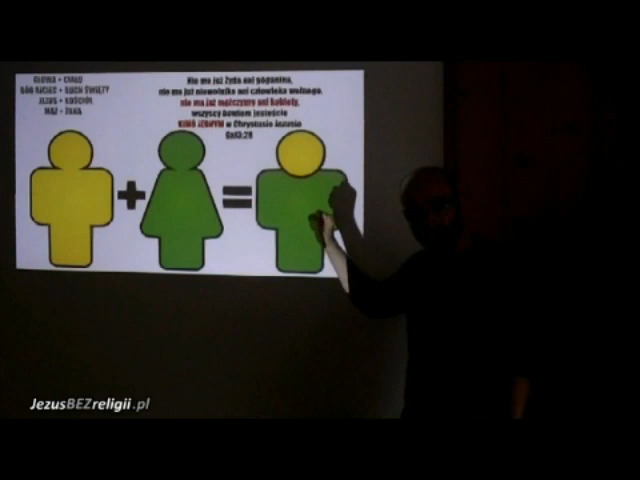 GŁOWA + CIAŁO
BÓG OJCIEC + DUCH ŚWIĘTY
JEZUS + KOŚCIÓŁ
MĄŻ + ŻONA
Nie ma już Żyda ani poganina,
nie ma już niewolnika ani człowieka wolnego,
nie ma już mężczyzny ani kobiety,
wszyscy bowiem jesteście
KIMŚ JEDNYM w Chrystusie Jezusie
Ga3:28
+
=
JezusBEZreligii.pl